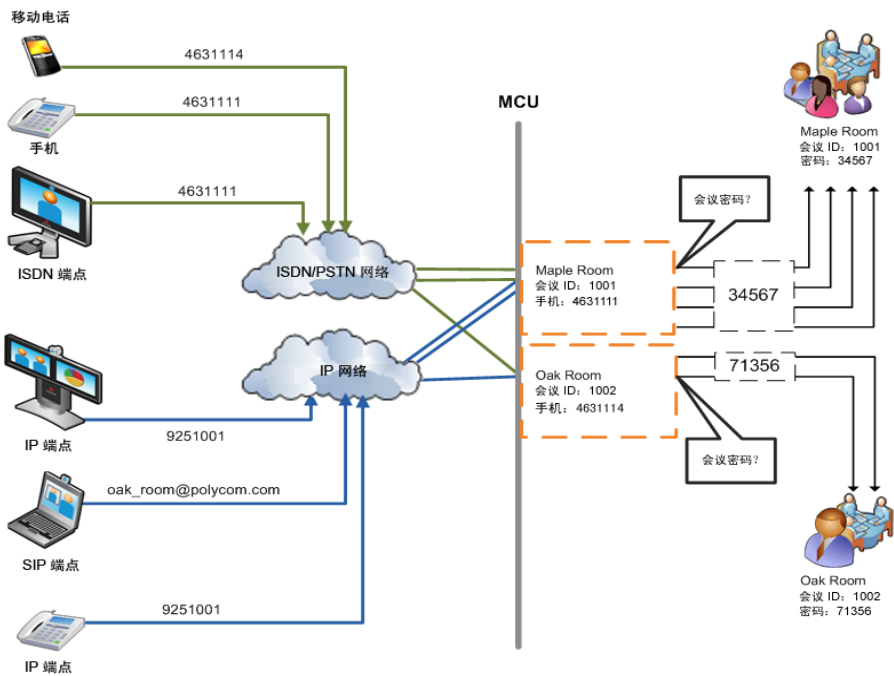 移动电话
4631114
4631111
手机
4631111
ISDN 端点
ISDN/PSTN 网络
IP 网络
IP 端点
9251001
oak_room@polycom.com
SIP 端点
9251001
IP 端点
MCU
Maple Room
会议 ID：1001
手机：4631111
Oak Room
会议 ID：1002
手机：4631114
会议密码？
34567
71356
会议密码？
Maple Room
会议 ID：1001
密码：34567
Oak Room
会议 ID：1002
密码：71356